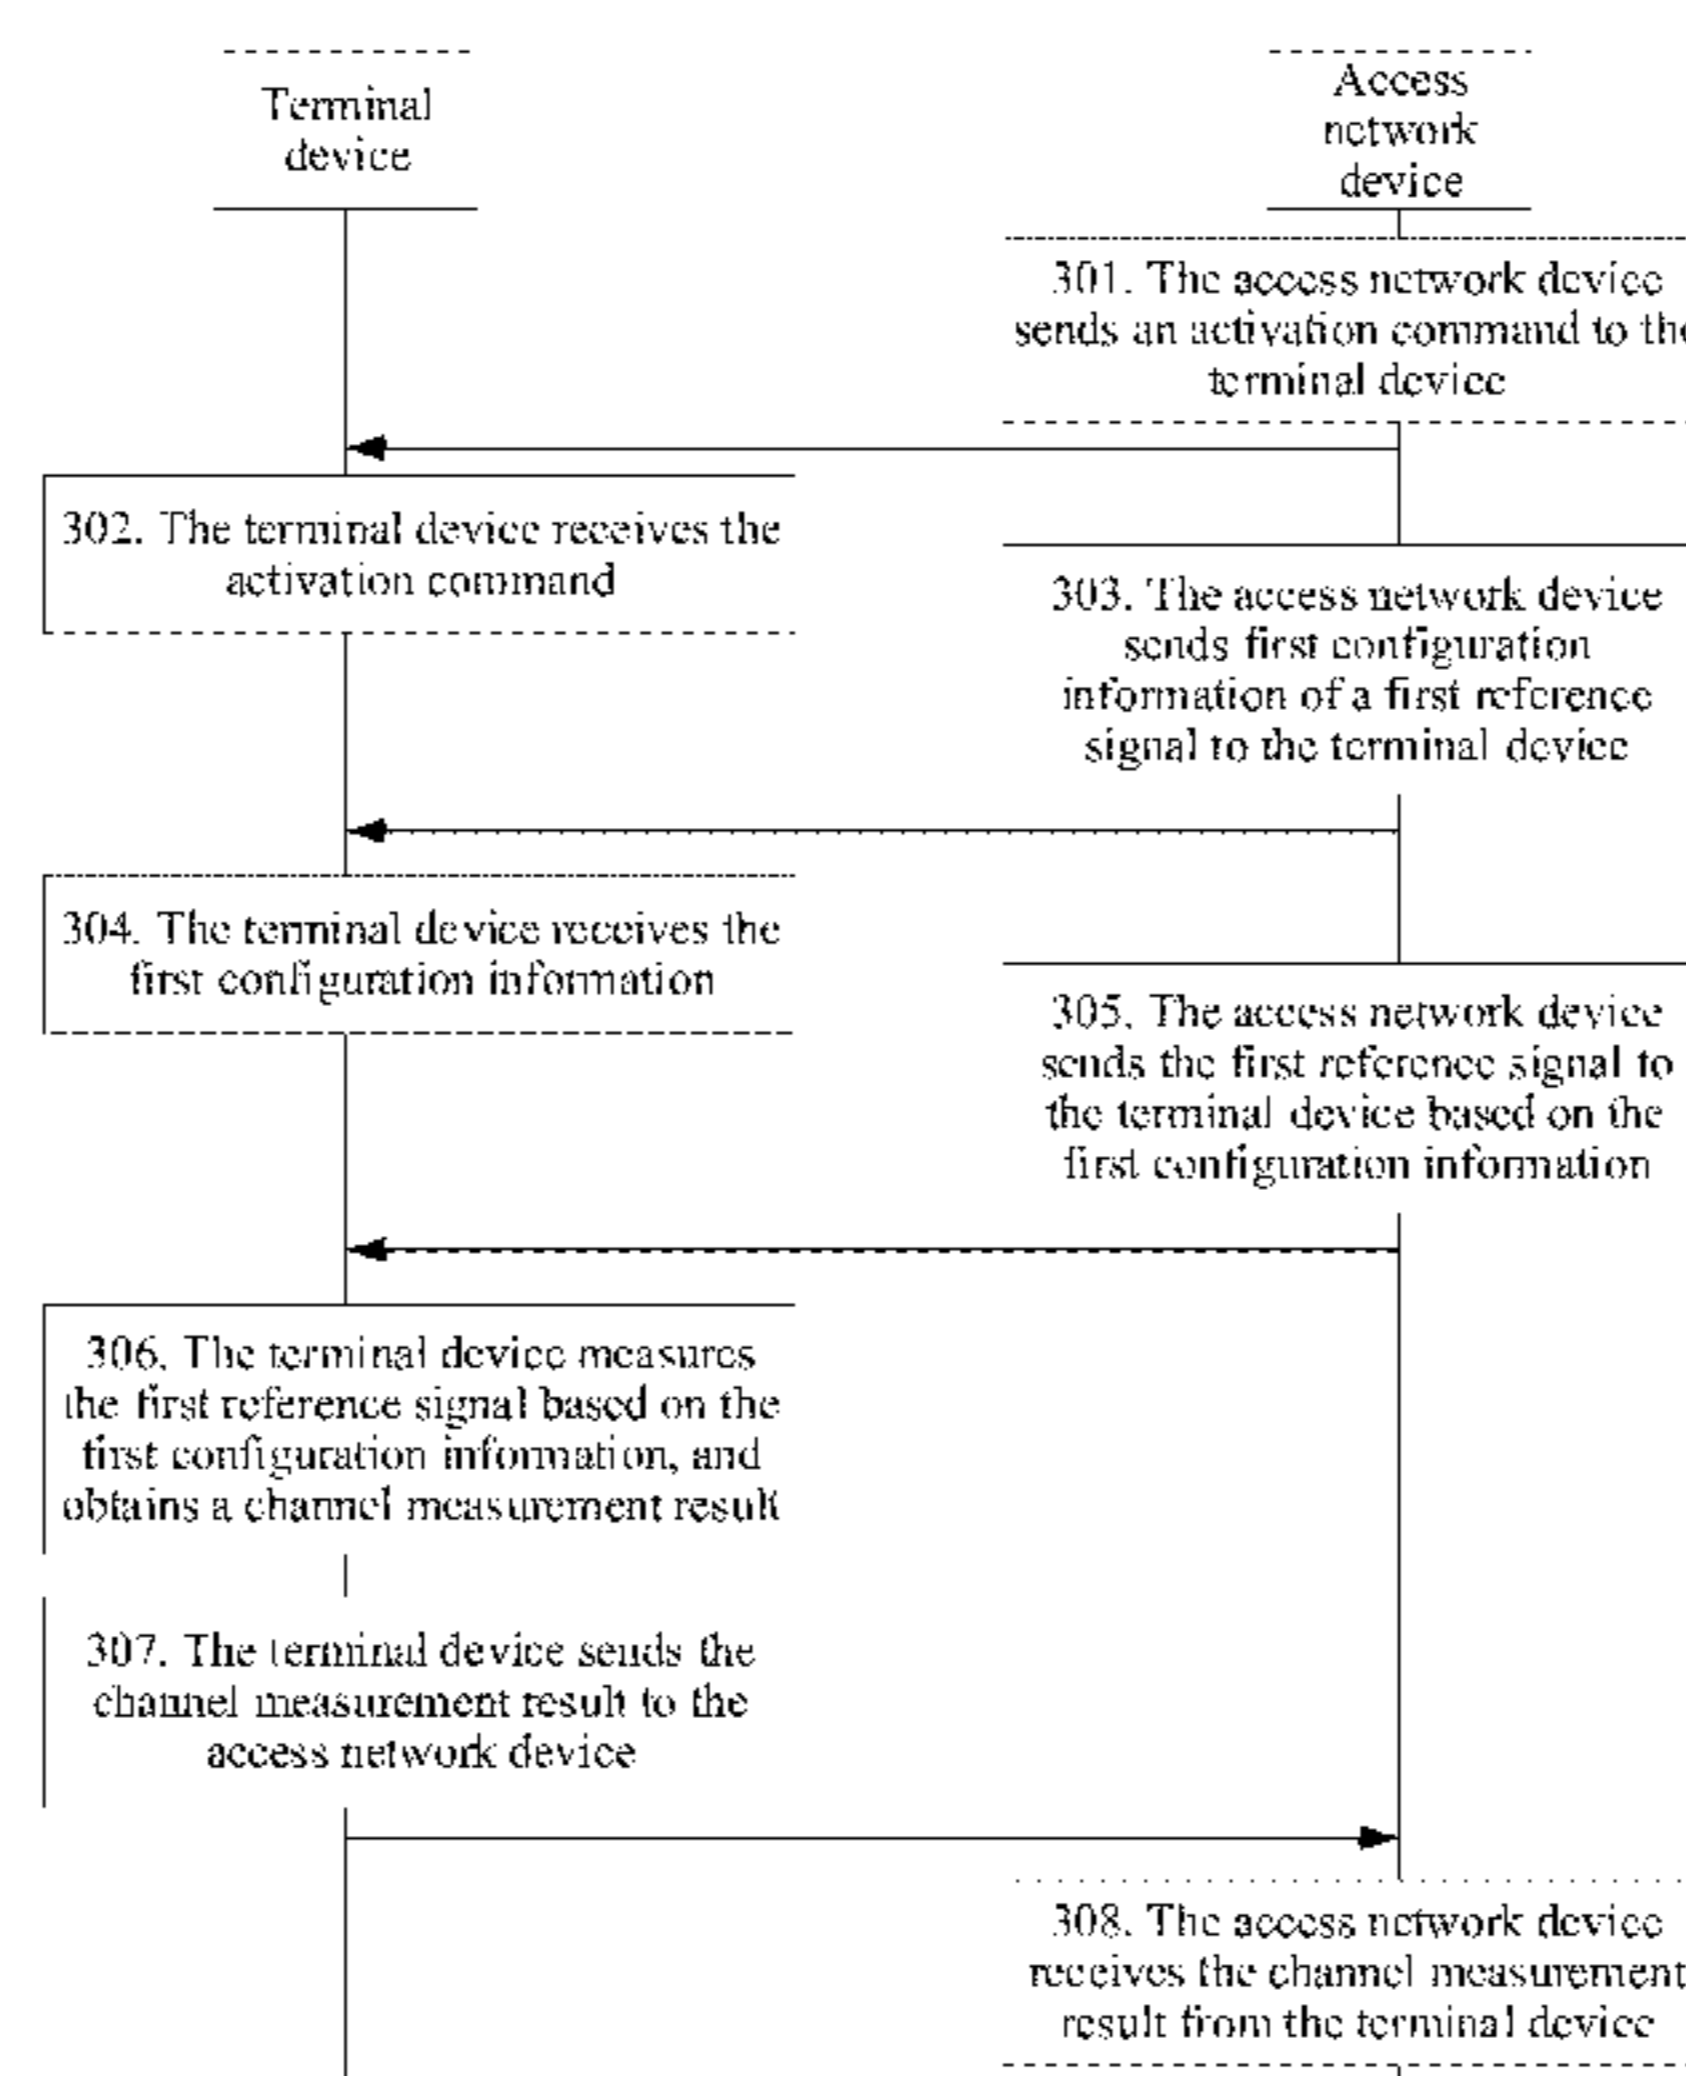 Terminal
device
Access
network
device
301. The access network device
sends an activation command to the
terminal device
302. The terminal device receives the
activation command
303. The access network device
sends first configuration
information of a first reference
signal to the terminal device
304. The terminal device receives the
first configuration information
305. The access network device
sends the first reference signal to
the terminal device based on the
first configuration information
306. The terminal device measures
the first reference signal based on the
first configuration information, and
obtains a channel measurement result
307. The terminal device sends the
channel measurement result to the
access network device
308. The access network device
receives the channel measurement
result from the terminal device